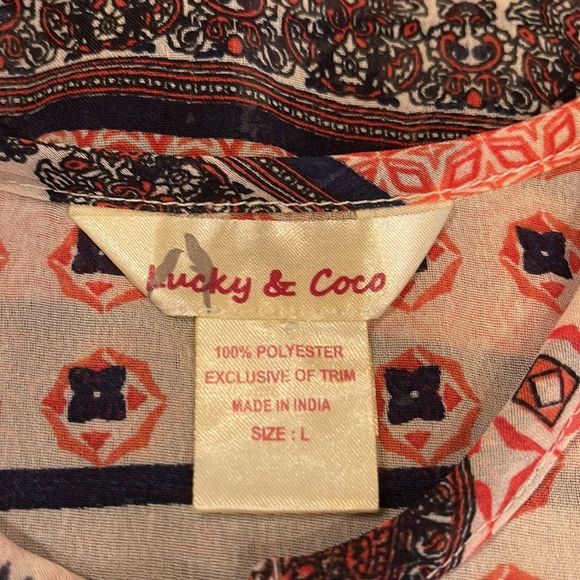 Lucky & Coco
100% POLYESTER
EXCLUSIVE OF TRIM
MADE IN INDIA
SIZE : L